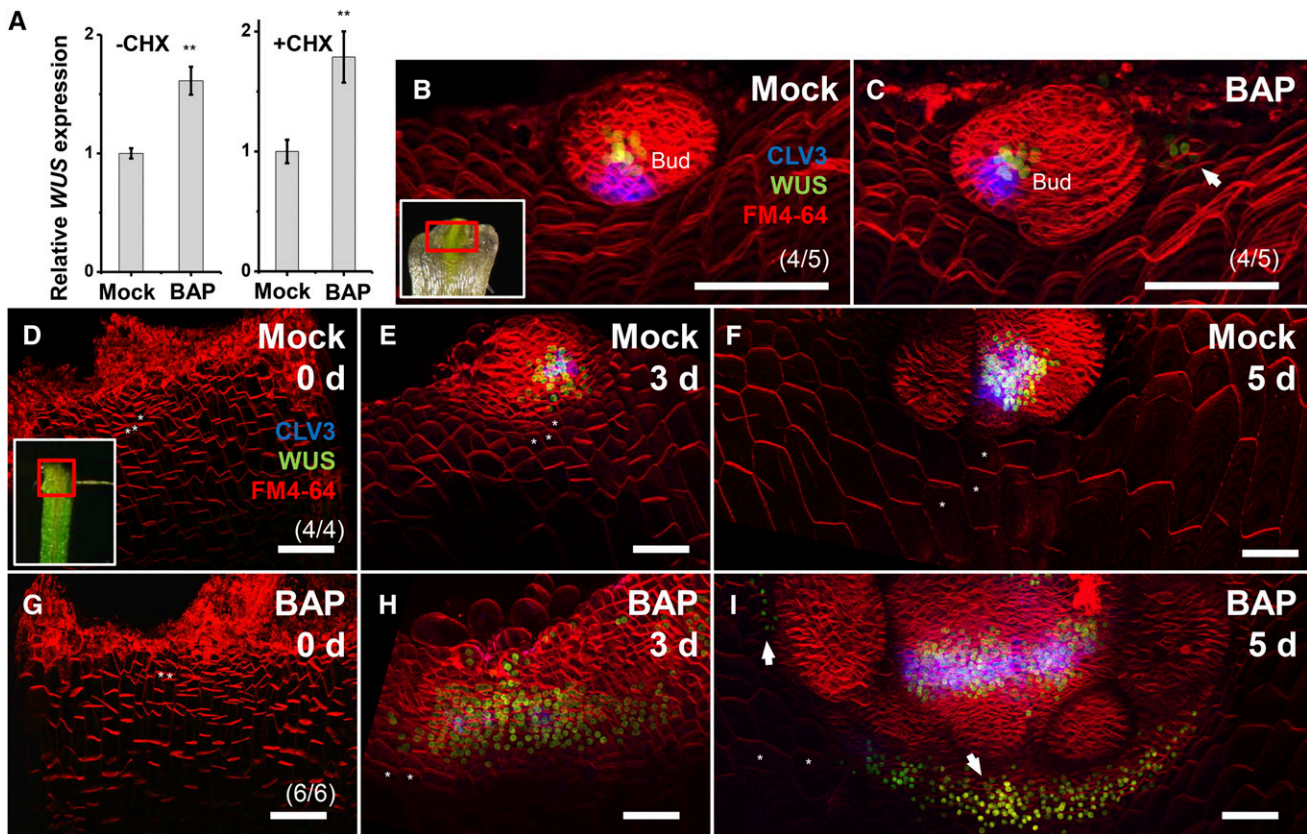 A
Relative WUS expression
2
1
0
-CHX
**
Mock BAP
2
1
0
+CHX
**
Mock BAP
B
Mock
Bud
CLV3
WUS
FM4-64
(4/5)
C
BAP
Bud
(4/5)
D
Mock
0 d
* * *
CLV3
WUS
FM4-64
(4/4)
E
Mock
3 d
* * *
F
Mock
5 d
* * *
G
BAP
0 d
**
(6/6)
H
BAP
3 d
* *
I
BAP
5 d
* *